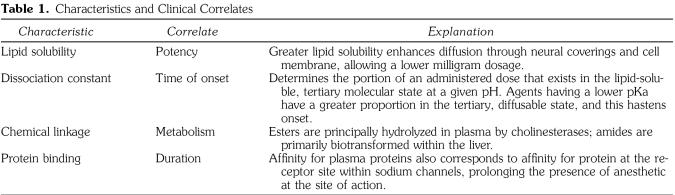 Table 1. Characteristics and Clinical Correlates
Characteristic Correlate Explanation
Lipid solubility Potency Greater lipid solubility enhances diffusion through neural coverings and cell
membrane, allowing a lower milligram dosage.
Dissociation constant Time of onset Determines the portion of an administered dose that exists in the lipid-solu-
ble, tertiary molecular state at a given pH. Agents having a lower pKa
have a greater proportion in the tertiary, diffusable state, and this hastens
onset.
Chemical linkage Metabolism Esters are principally hydrolyzed in plasma by cholinesterases; amides are
primarily biotransformed within the liver.
Protein binding Duration Affinity for plasma proteins also corresponds to affinity for protein at the re-
ceptor site within sodium channels, prolonging the presence of anesthetic
at the site of action.